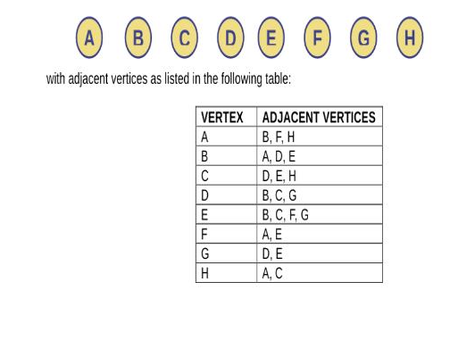 A B C D E F G H
with adjacent vertices as listed in the following table:
VERTEX ADJACENT VERTICES
A B, F, H
B A, D, E
C D, E, H
D B, C, G
E B, C, F, G
F A, E
G D, E
H A, C